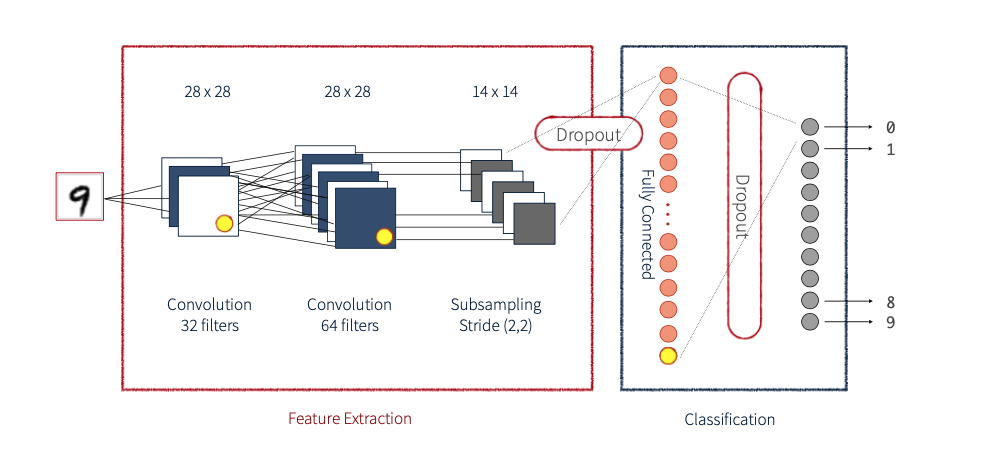 28 x 28
28 x 28
14 x 14
Dropout
9
Convolution
32 filters
Convolution
64 filters
Subsampling
Stride (2,2)
Fully Connected
Dropout
0
1
8
9
Feature Extraction
Classification